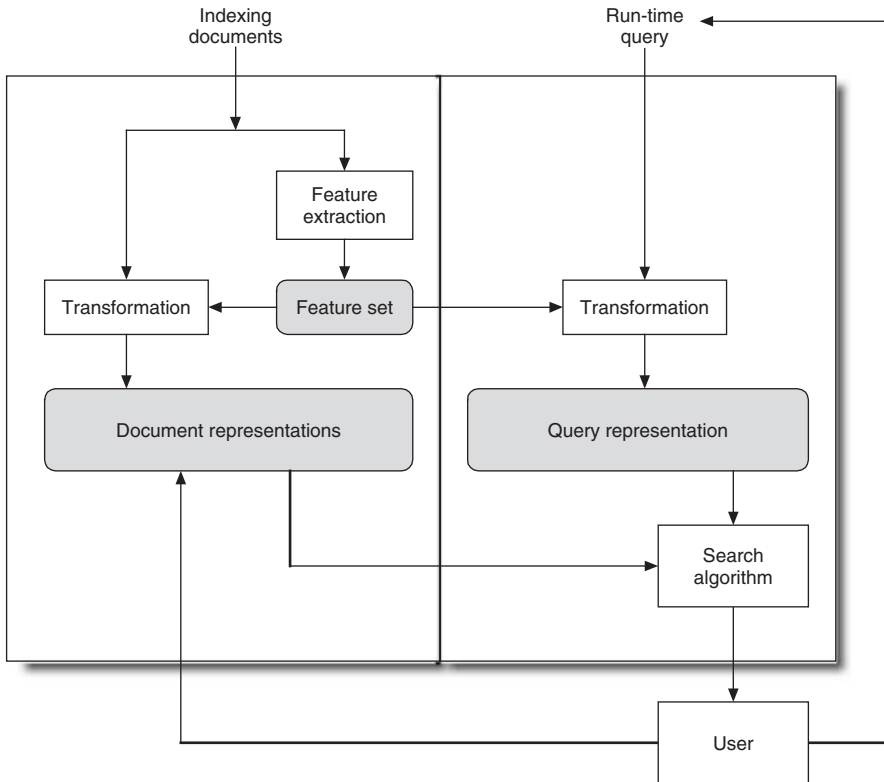 Indexing
documents
Run-time
query
Feature
extraction
Transformation
Feature set
Transformation
Document representations
Query representation
Search
algorithm
User